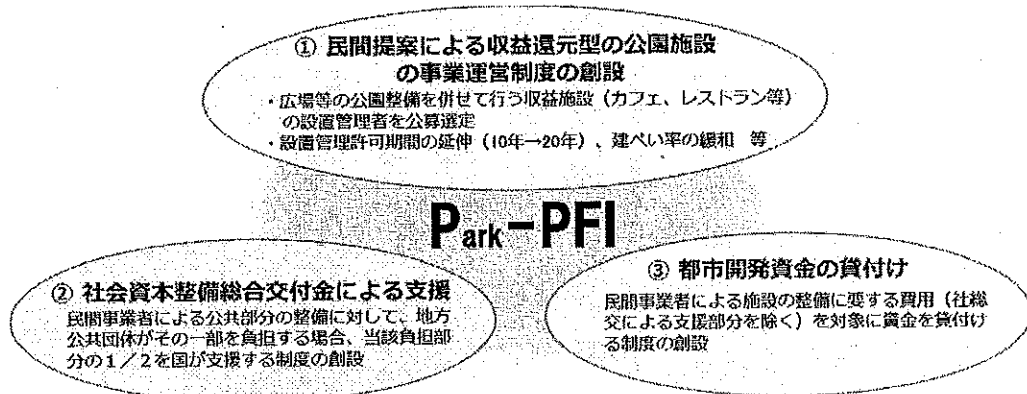 ① 民間提案による収益還元型の公園施設
の事業運営制度の創設
・広場等の公園整備を併せて行う収益施設（カフェ、レストラン等）
の設置管理者を公募選定
・設置管理許可期間の延伸（10年→20年）、建ぺい率の緩和　等
Park-PFI
② 社会資本整備総合交付金による支援
民間事業者による公共部分の整備に対して、地方
公共団体がその一部を負担する場合、当該負担部
分の１／２を国が支援する制度の創設
③ 都市開発資金の貸付け
民間事業者による施設の整備に要する費用（社総
交による支援部分を除く）を対象に資金を貸付け
る制度の創設